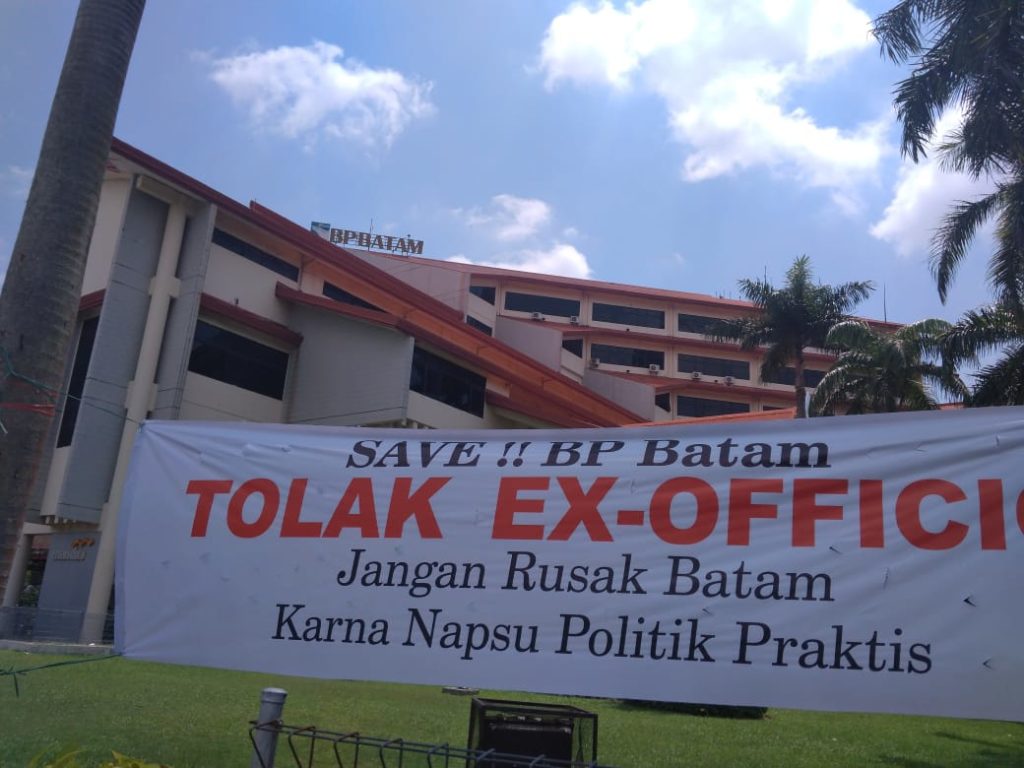 BPBATAM
SAVE !! BP Batam
TOLAK EX-OFFICIO
Jangan Rusak Batam
Karna Napsu Politik Praktis